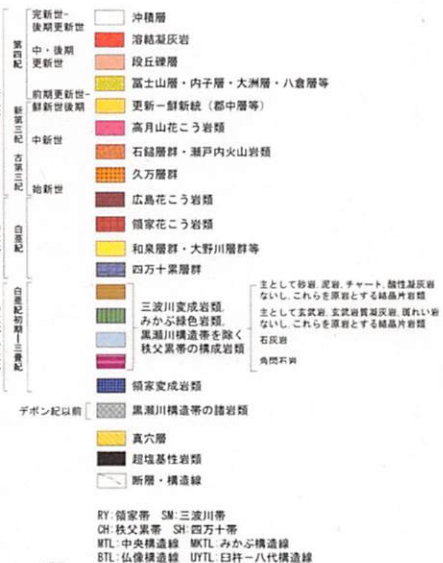 完新世-
後期更新世
沖積層
溶結凝灰岩
第四紀
中・後期
更新世
段丘礫層
冨士山層・内子層・大洲層・八倉層等
前期更新世-
鮮新世後期
更新-鮮新統（郡中層等）
新第三紀
中新世
高月山花こう岩類
石鎚層群・瀬戸内火山岩類
古第三紀
始新世
久万層群
広島花こう岩類
白亜紀
領家花こう岩類
和泉層群・大野川層群等
四万十累層群
白亜紀初期-三畳紀
三波川変成岩類,
みかぶ緑色岩類,
黒瀬川構造帯を除く
秩父累帯の構成岩類
主として砂岩, 泥岩, チャート, 酸性凝灰岩
ないし, これらを原岩とする結晶片岩類
主として玄武岩, 玄武岩質凝灰岩, 斑れい岩
ないし, これらを原岩とする結晶片岩類
石灰岩
角閃石岩
領家変成岩類
デボン紀以前
黒瀬川構造帯の諸岩類
真穴層
超塩基性岩類
断層・構造線
RY:領家帯 SM:三波川帯
CH:秩父累帯 SH:四万十帯
MTL:中央構造線 MKTL:みかぶ構造線
BTL:仏像構造線 UYTL:臼杵-八代構造線